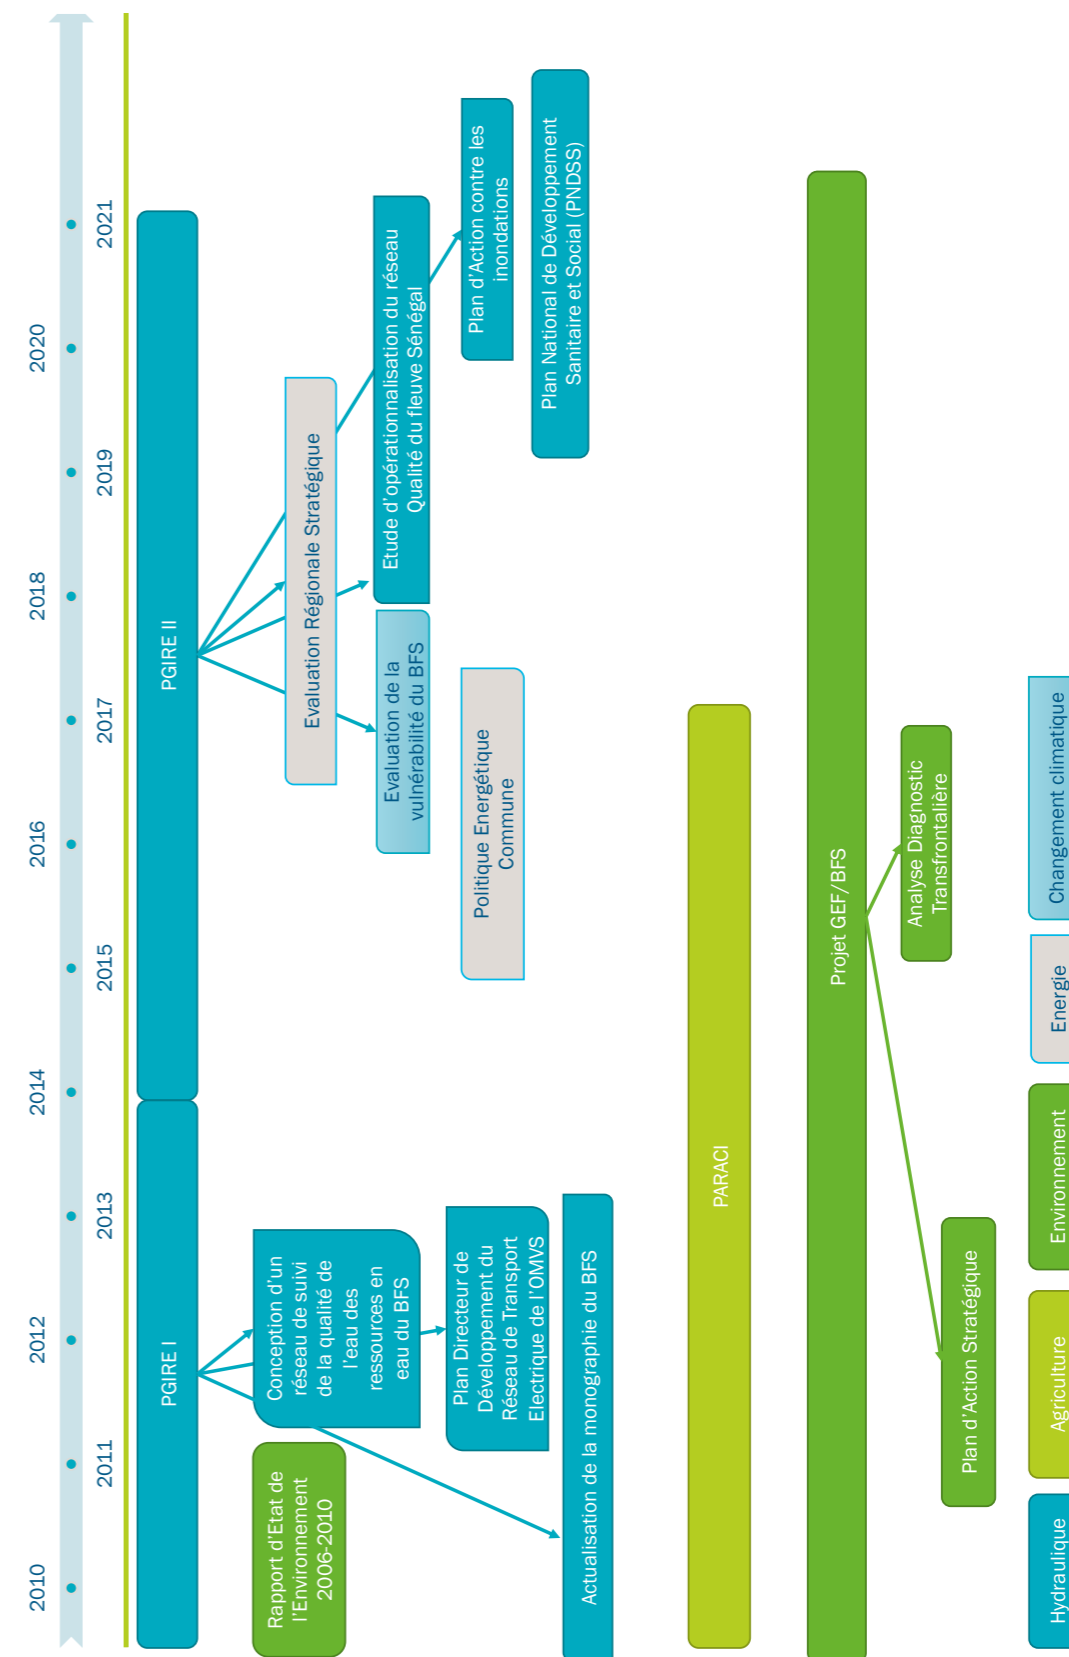 2010
2011
2012
2013
2014
2015
2016
2017
2018
2019
2020
2021
PGIRE I
PGIRE II
Rapport d'Etat de
l'Environnement
2006-2010
Conception d'un
réseau de suivi
de la qualité de
l'eau des
ressources en
eau du BFS
Evaluation Régionale Stratégique
Evaluation de la
vulnérabilité du BFS
Etude d'opérationnalisation du réseau
Qualité du fleuve Sénégal
Plan Directeur de
Développement du
Réseau de Transport
Electrique de l'OMVS
Politique Energétique
Commune
Plan d'Action contre les
inondations
Actualisation de la monographie du BFS
Plan National de Développement
Sanitaire et Social (PNDSS)
PARACI
Projet GEF/BFS
Analyse Diagnostic
Transfrontalière
Plan d'Action Stratégique
Hydraulique
Agriculture
Environnement
Energie
Changement climatique